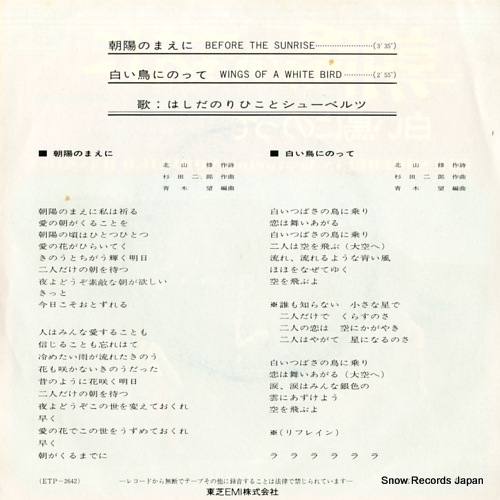 朝陽のまえに BEFORE THE SUNRISE……………………(3′35″)
白い鳥にのって WINGS OF A WHITE BIRD…………(2′55″)
歌：はしだのりひことシューベルツ
■ 朝陽のまえに
北山 修 作詩
杉田二郎 作曲
青木 望 編曲
朝陽のまえに私は祈る
愛の朝がくることを
朝陽の頃はひとつひとつ
愛の花がひらいてく
きのうとちがう輝く明日
二人だけの朝を待つ
夜よどうぞ素敵な朝が欲しい
きっと
今日こそおとずれる
人はみんな愛することも
信じることも忘れはて
冷めたい雨が流れたきのう
花も咲かないきのうだった
昔のように花咲く明日
二人だけの朝を待つ
夜よどうぞこの世を変えておくれ
早く
愛の花でこの世をうずめておくれ
早く
朝がくるまでに
■ 白い鳥にのって
北山 修 作詩
杉田二郎 作曲
青木 望 編曲
白いつばさの鳥に乗り
恋は舞いあがる
白いつばさの鳥に乗り
二人は空を飛ぶ（大空へ）
流れ、流れるような青い風
ほほをなぜてゆく
空を飛ぶよ
※誰も知らない 小さな星で
二人だけで くらすのさ
二人の恋は 空にかがやき
二人はやがて 星になるのさ
白いつばさの鳥に乗り
恋は舞いあがる（大空へ）
涙、涙はみんな銀色の
雲にあずけよう
空を飛ぶよ
※（リフレイン）
ラ ラ ラ ラ ラ ラ
(ETP−2642)
—レコードから無断でテープその他に録音することは法律で禁じられています—
東芝EMI株式会社
Snow Records Japan